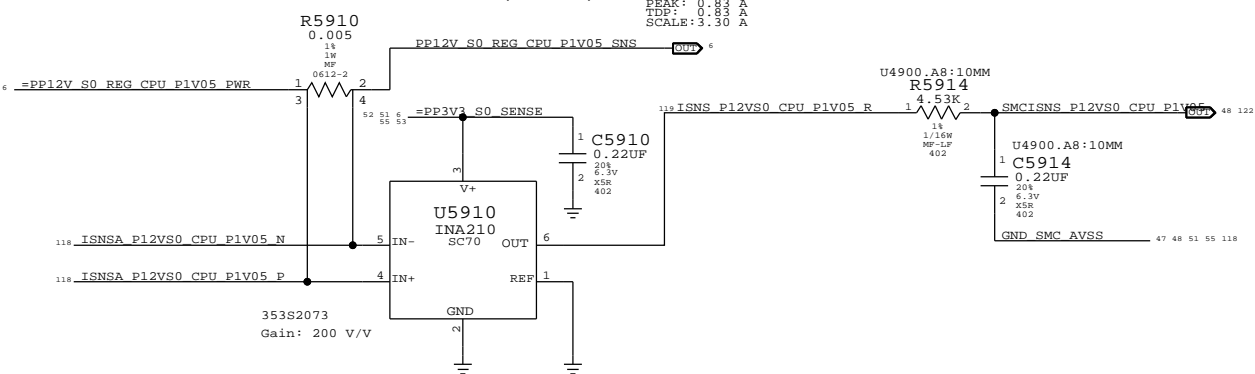 PEAK: 0.83 A
TDP: 0.83 A
SCALE:3.30 A
R5910
0.005
1%
1W
MF
0612-2
PP12V_S0_REG_CPU_P1V05_SNS
OUT
6
6
=PP12V_S0_REG_CPU_P1V05_PWR
1
2
3
4
52 51 6
55 53
=PP3V3_S0_SENSE
1
C5910
0.22UF
20%
6.3V
X5R
402
2
3
V+
U5910
INA210
SC70
118
ISNSA_P12VS0_CPU_P1V05_N
5
IN-
OUT
6
118
ISNSA_P12VS0_CPU_P1V05_P
4
IN+
REF
1
GND
2
353S2073
Gain: 200 V/V
119
ISNS_P12VS0_CPU_P1V05_R
U4900.A8:10MM
R5914
4.53K
1
2
1%
1/16W
MF-LF
402
SMCISNS_P12VS0_CPU_P1V05
OUT
48 122
U4900.A8:10MM
1
C5914
0.22UF
20%
6.3V
X5R
402
2
GND_SMC_AVSS
47 48 51 55 118